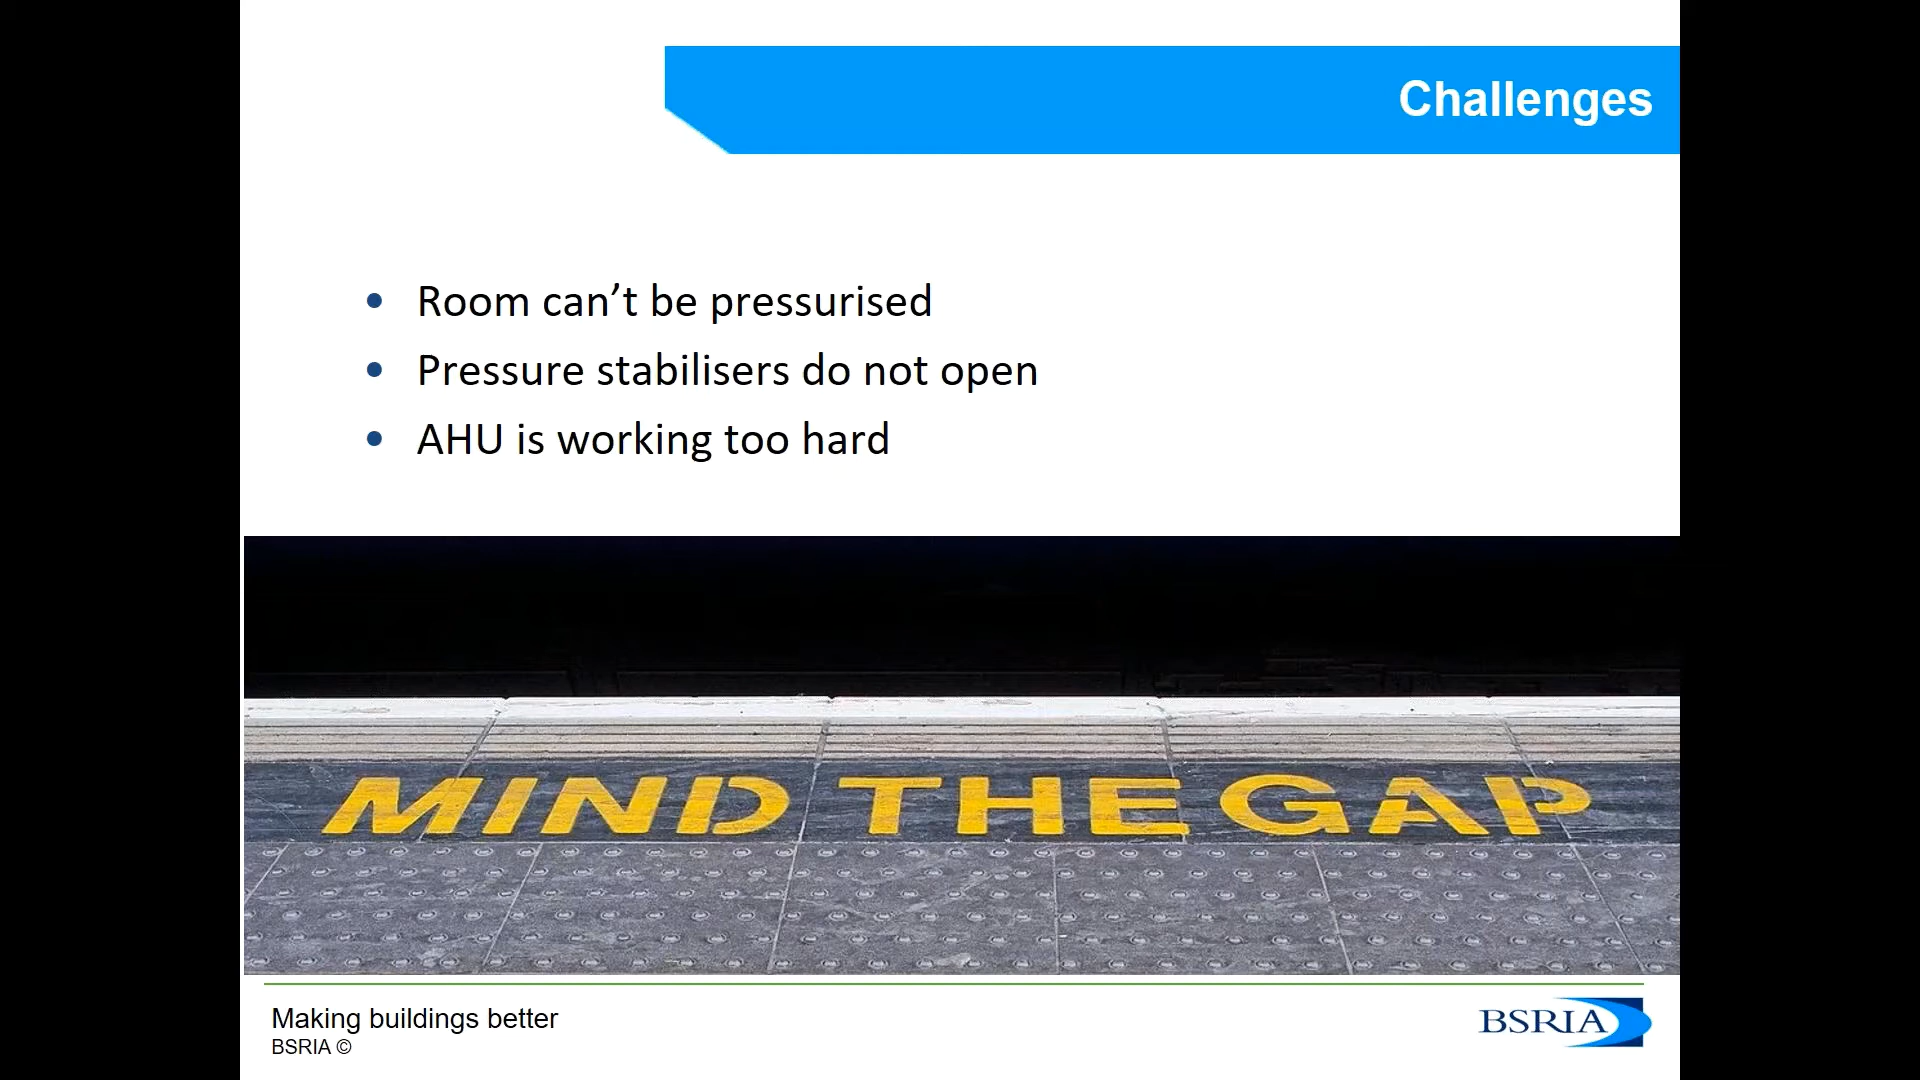 Challenges
• Room can’t be pressurised
• Pressure stabilisers do not open
• AHU is working too hard
MIND THE GAP
Making buildings better
BSRIA ©
BSRIA